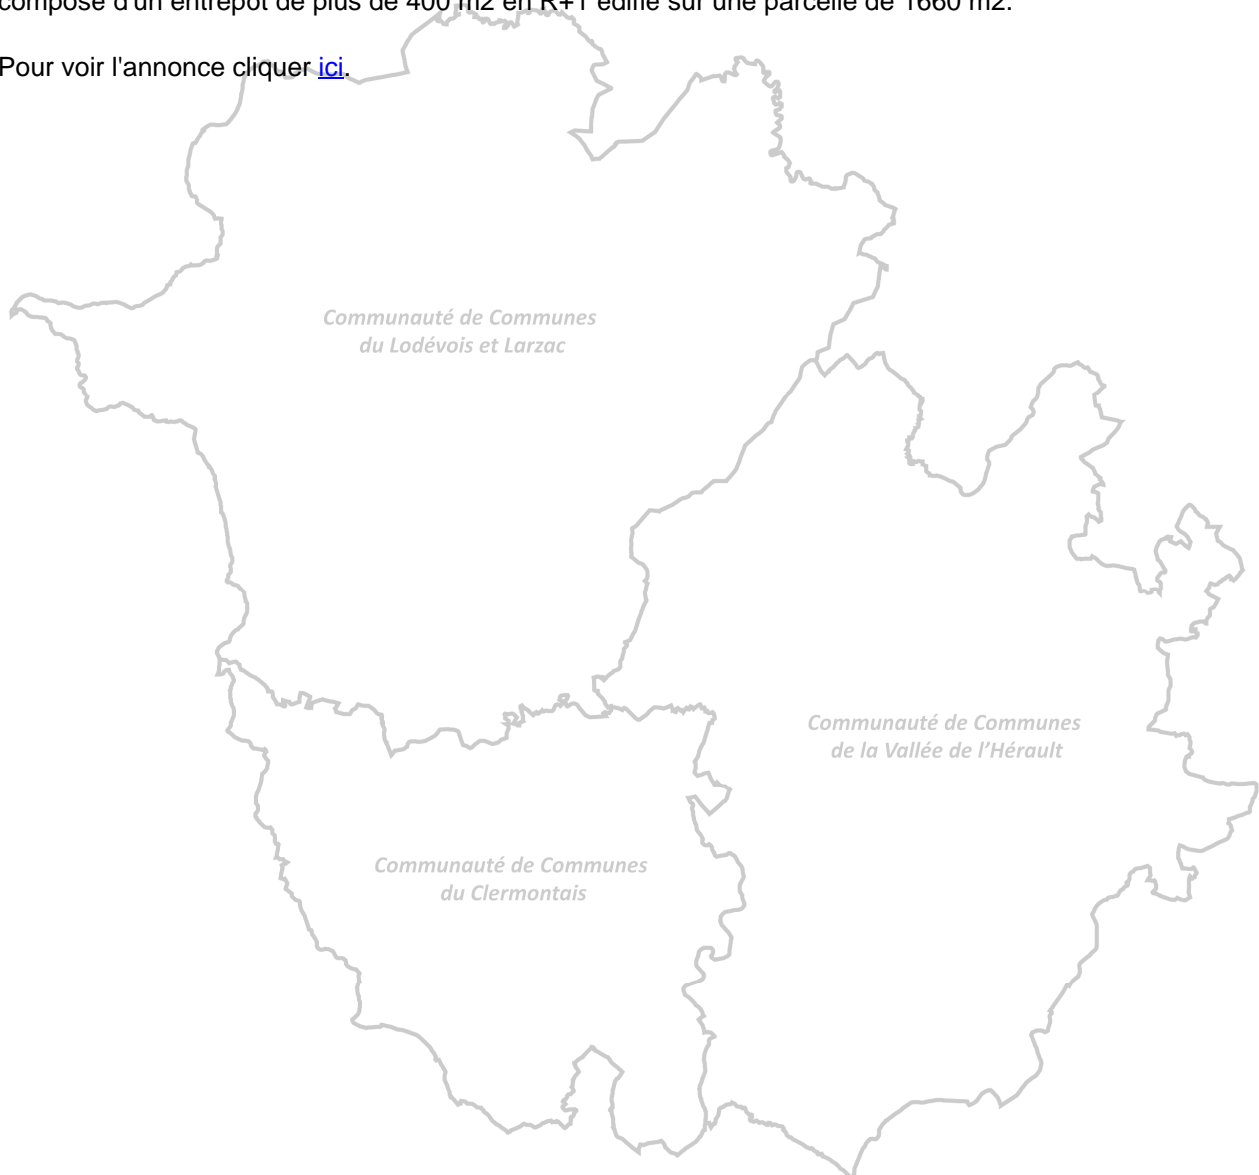 composé d'un entrepôt de plus de 400 m2 en R+1 édifié sur une parcelle de 1660 m2.
Pour voir l'annonce cliquer ici.
Communauté de Communes
du Lodévois et Larzac
Communauté de Communes
de la Vallée de l'Hérault
Communauté de Communes
du Clermontais